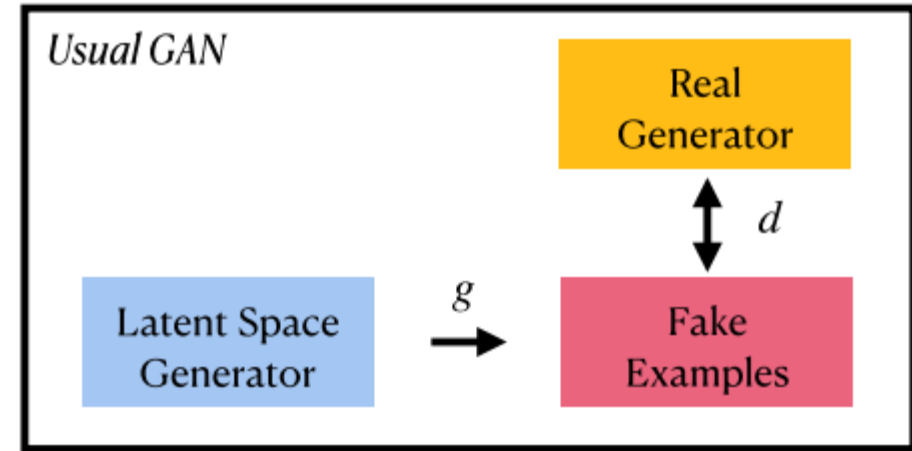 Usual GAN
Real
Generator
d
g
Latent Space
Generator
Fake
Examples